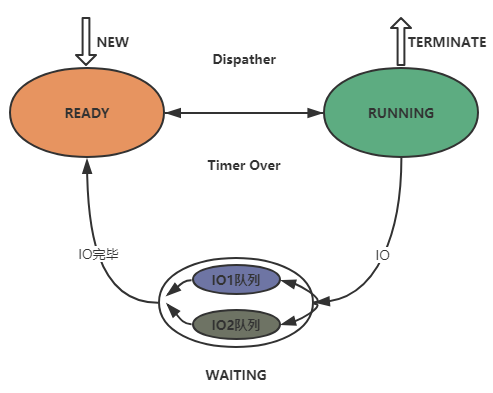 NEW
TERMINATE
Dispather
READY
RUNNING
Timer Over
IO完毕
IO
IO1队列
IO2队列
WAITING